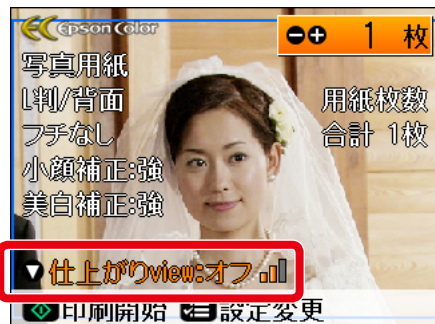 Epson Color
1 枚
写真用紙
L判/背面
用紙枚数
フチなし
合計 1枚
小顔補正:強
美白補正:強
▼仕上がりview:オフ
印刷開始 設定変更